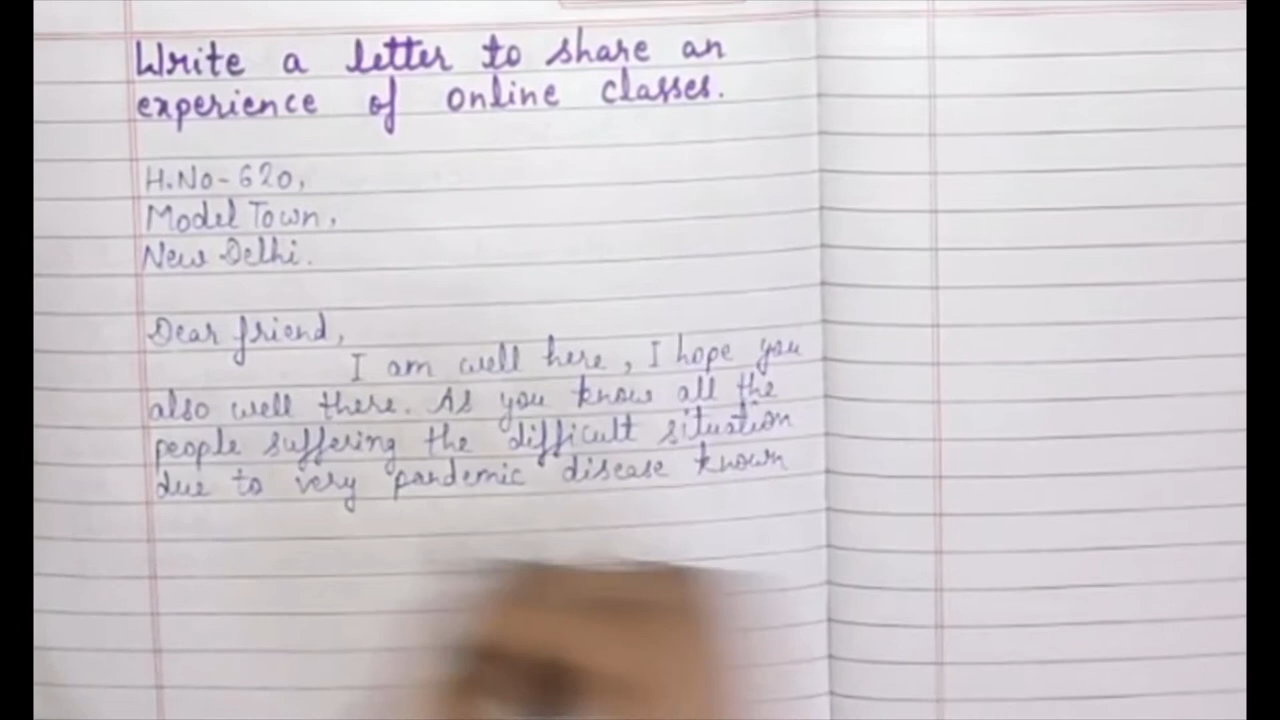 Write a letter to share an
experience of online classes.
H.No-620,
Model Town,
New Delhi.
Dear friend,
I am well here, I hope you
also well there. As you know all the
people suffering the difficult situation
due to very pandemic disease known